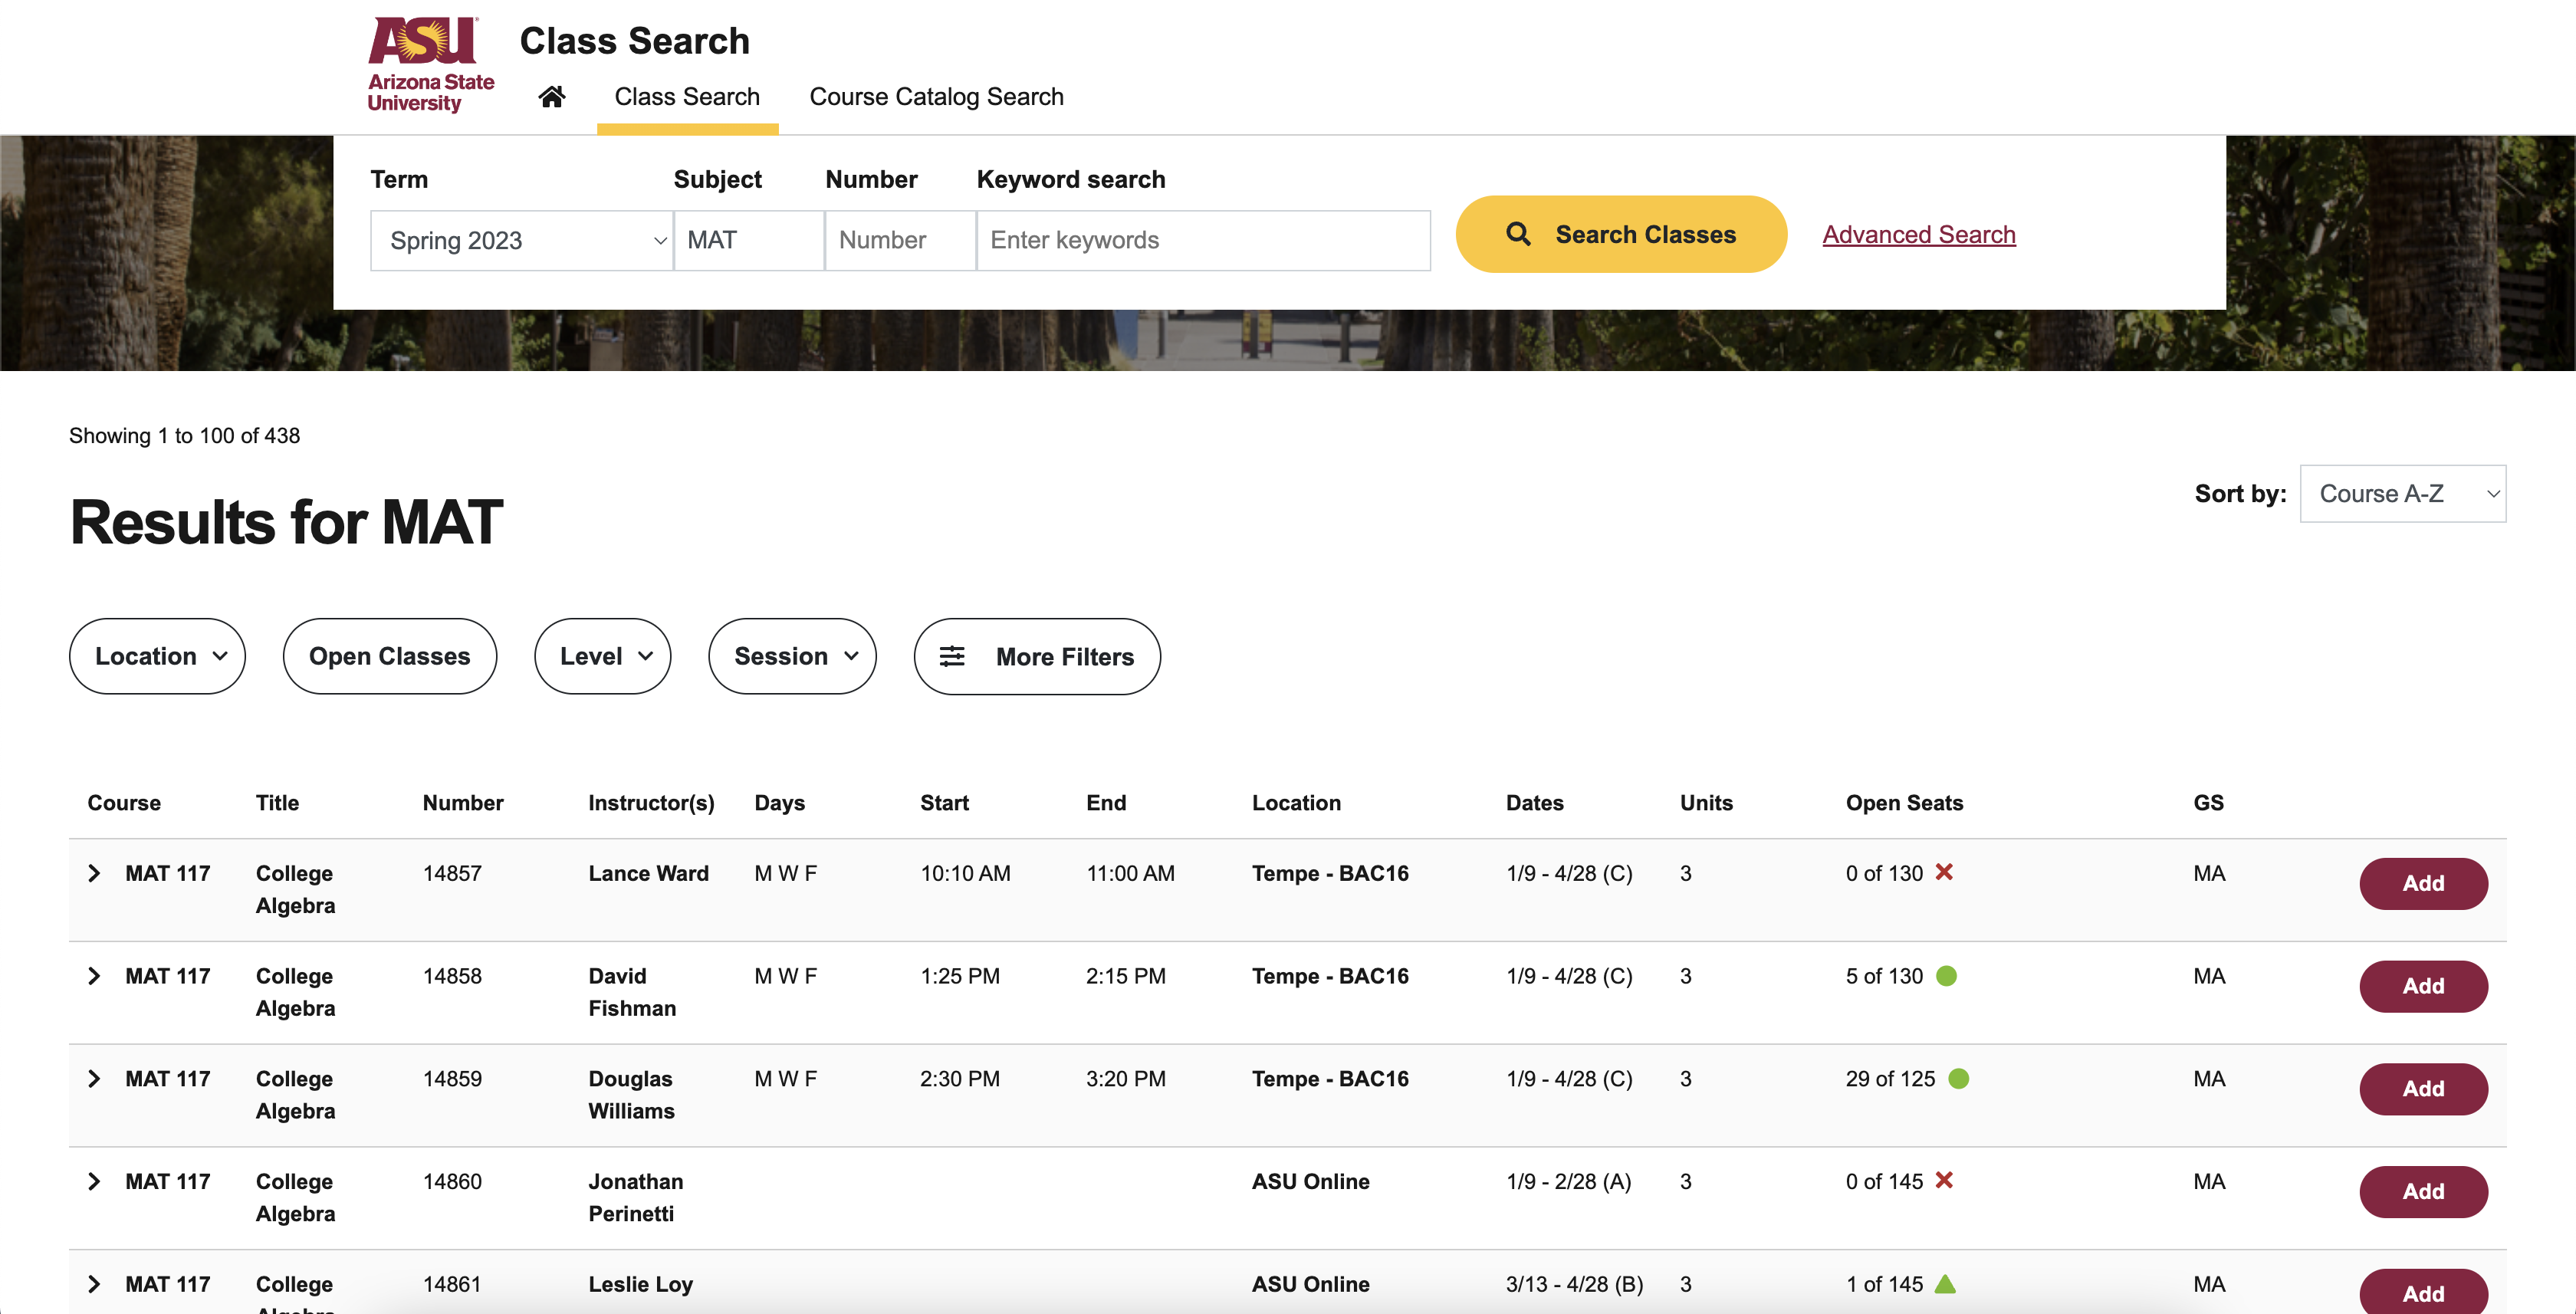 ASU
Arizona State
University
Class Search
Class Search Course Catalog Search
Term Subject Number Keyword search
Spring 2023 MAT Number Enter keywords Search Classes Advanced Search
Showing 1 to 100 of 438
Results for MAT
Sort by: Course A-Z
Location Open Classes Level Session More Filters
Course Title Number Instructor(s) Days Start End Location Dates Units Open Seats GS
MAT 117 College 14857 Lance Ward M W F 10:10 AM 11:00 AM Tempe - BAC16 1/9 - 4/28 (C) 3 0 of 130 MA Add
Algebra
MAT 117 College 14858 David M W F 1:25 PM 2:15 PM Tempe - BAC16 1/9 - 4/28 (C) 3 5 of 130 MA Add
Algebra Fishman
MAT 117 College 14859 Douglas M W F 2:30 PM 3:20 PM Tempe - BAC16 1/9 - 4/28 (C) 3 29 of 125 MA Add
Algebra Williams
MAT 117 College 14860 Jonathan ASU Online 1/9 - 2/28 (A) 3 0 of 145 MA Add
Algebra Perinetti
MAT 117 College 14861 Leslie Loy ASU Online 3/13 - 4/28 (B) 3 1 of 145 MA Add